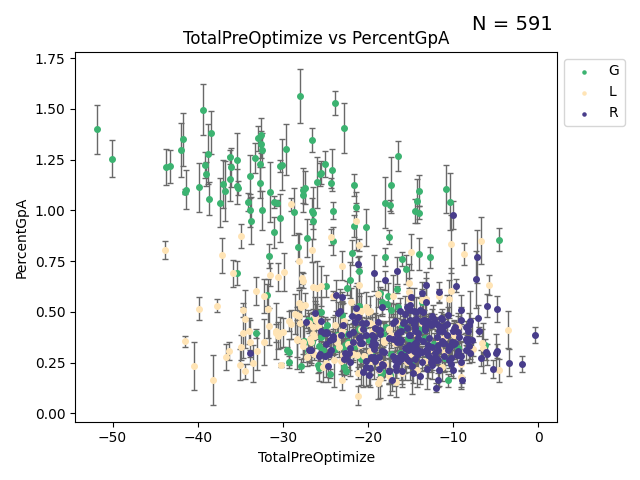 N = 591
TotalPreOptimize vs PercentGpA
1.75
1.50
1.25
1.00
0.75
0.50
0.25
0.00
PercentGpA
−50
−40
−30
−20
−10
0
TotalPreOptimize
G
L
R